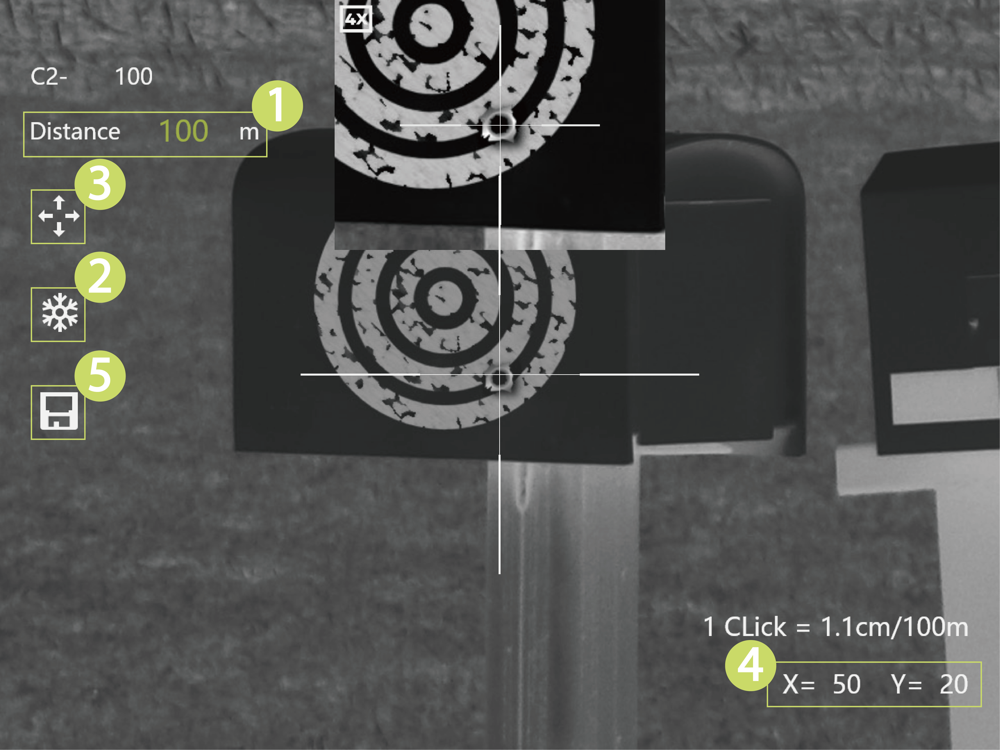 4X
C2- 100
1
Distance 100 m
3
2
5
1 CLick = 1.1cm/100m
4
X= 50 Y= 20